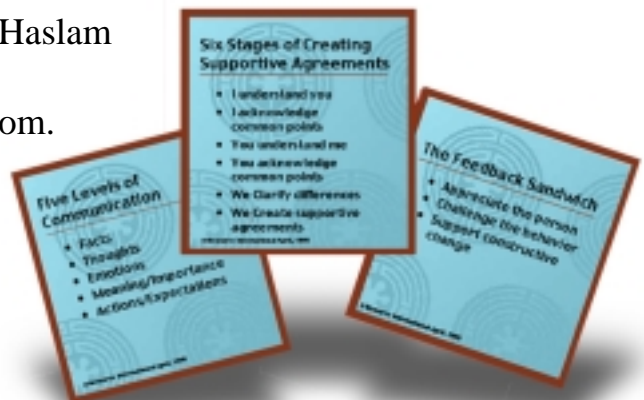 Haslam
om.
Six Stages of Creating
Supportive Agreements
• I understand you
• I acknowledge
common points
• You understand me
• You acknowledge
common points
• We Clarify differences
• We Create supportive
agreements
Five Levels of
Communication
• Facts
• Thoughts
• Emotions
• Meaning/Importance
• Actions/Expectations
The Feedback Sandwich
• Appreciate the person
• Challenge the behavior
• Support constructive
change